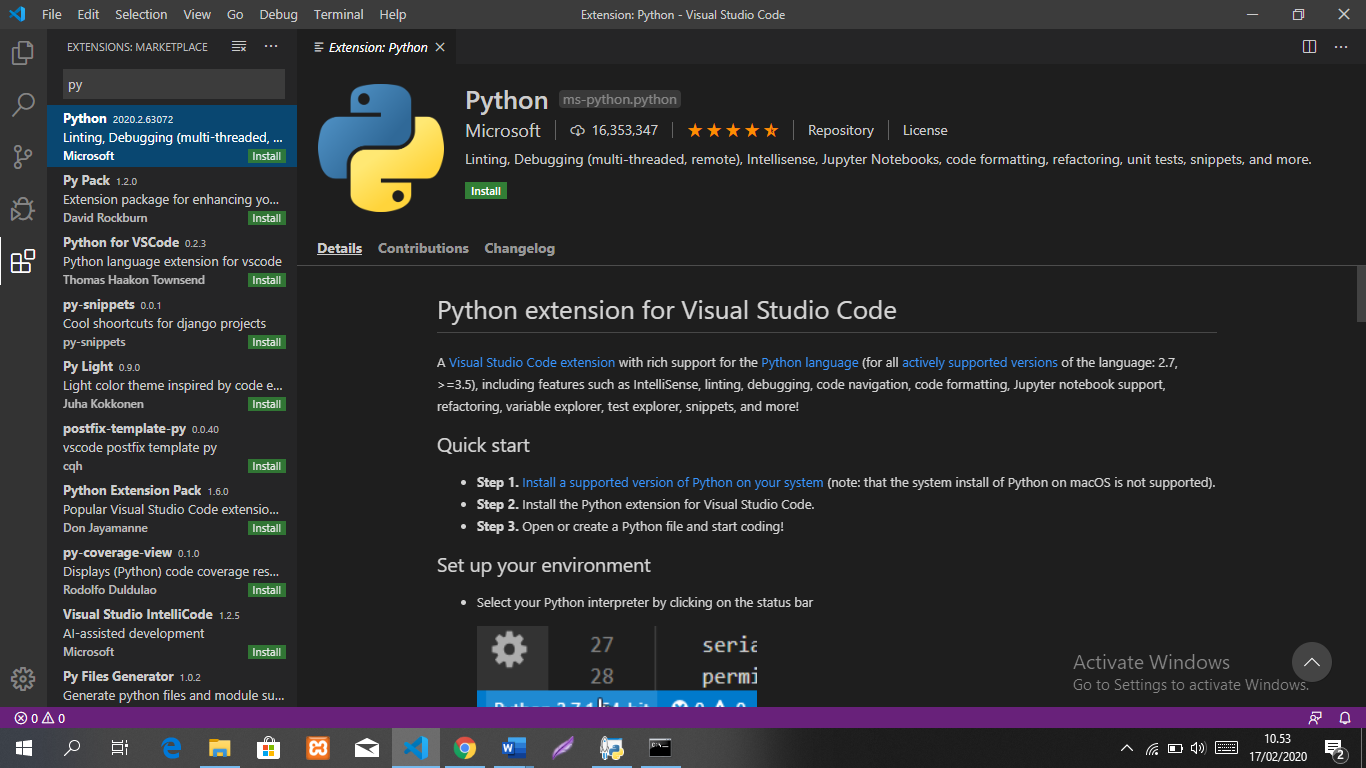 File Edit Selection View Go Debug Terminal Help
Extension: Python - Visual Studio Code
EXTENSIONS: MARKETPLACE
py
Python 2020.2.63072
Linting, Debugging (multi-threaded, ...
Microsoft Install
Py Pack 1.2.0
Extension package for enhancing yo...
David Rockburn Install
Python for VSCode 0.2.3
Python language extension for vscode
Thomas Haakon Townsend Install
py-snippets 0.0.1
Cool shoortcuts for django projects
py-snippets Install
Py Light 0.9.0
Light color theme inspired by code e...
Juha Kokkonen Install
postfix-template-py 0.0.40
vscode postfix template py
cqh Install
Python Extension Pack 1.6.0
Popular Visual Studio Code extensio...
Don Jayamanne Install
py-coverage-view 0.1.0
Displays (Python) code coverage res...
Rodolfo Duldulao Install
Visual Studio IntelliCode 1.2.5
AI-assisted development
Microsoft Install
Py Files Generator 1.0.2
Generate python files and module su...
Extension: Python
Python ms-python.python
Microsoft 16,353,347 Repository License
Linting, Debugging (multi-threaded, remote), Intellisense, Jupyter Notebooks, code formatting, refactoring, unit tests, snippets, and more.
Install
Details Contributions Changelog
Python extension for Visual Studio Code
A Visual Studio Code extension with rich support for the Python language (for all actively supported versions of the language: 2.7,
>=3.5), including features such as IntelliSense, linting, debugging, code navigation, code formatting, Jupyter notebook support,
refactoring, variable explorer, test explorer, snippets, and more!
Quick start
Step 1. Install a supported version of Python on your system (note: that the system install of Python on macOS is not supported).
Step 2. Install the Python extension for Visual Studio Code.
Step 3. Open or create a Python file and start coding!
Set up your environment
Select your Python interpreter by clicking on the status bar
27 seria
28 permi
Activate Windows
Go to Settings to activate Windows.
0 0
10.53
17/02/2020
2